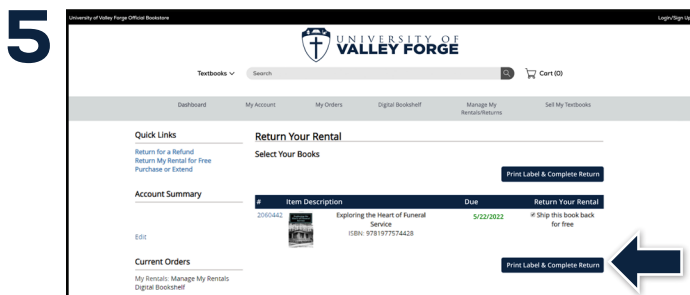 5
University of Valley Forge Official Bookstore
Login/Sign Up
UNIVERSITY OF
VALLEY FORGE
Textbooks
Search
Cart (0)
Dashboard
My Account
My Orders
Digital Bookshelf
Manage My
Rentals/Returns
Sell My Textbooks
Quick Links
Return for a Refund
Return My Rental for Free
Purchase or Extend
Account Summary
Edit
Current Orders
My Rentals: Manage My Rentals
Digital Bookshelf
Return Your Rental
Select Your Books
Print Label & Complete Return
# Item Description Due Return Your Rental
2060442 Exploring the Heart of Funeral 5/22/2022 Ship this book back
Service for free
ISBN: 9781977574428
Print Label & Complete Return